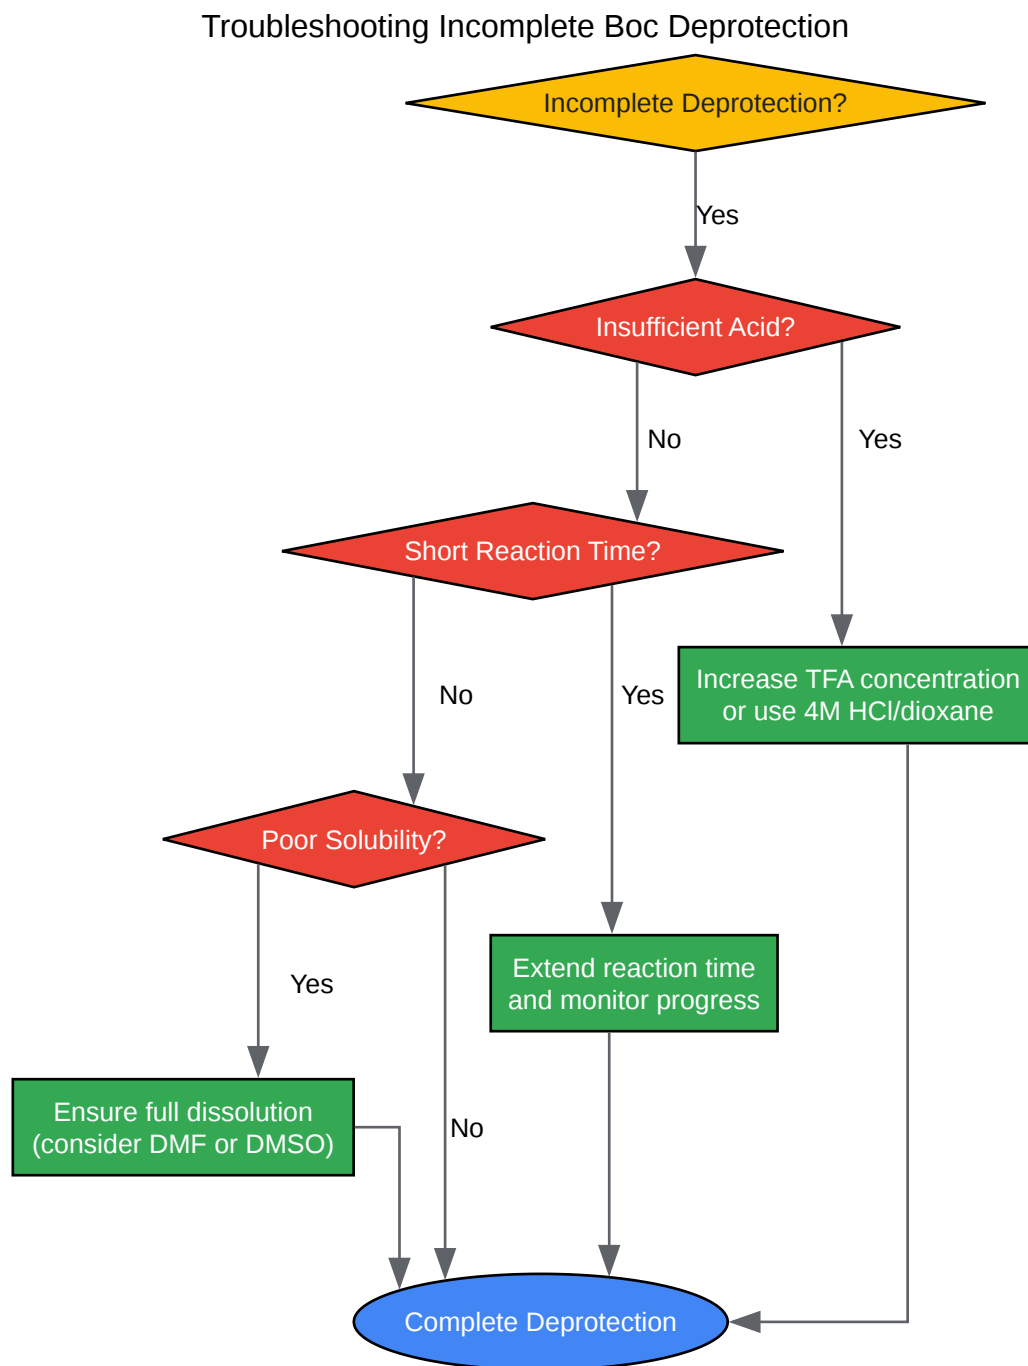 Troubleshooting Incomplete Boc Deprotection
Incomplete Deprotection?
Yes
Insufficient Acid?
No
Yes
Short Reaction Time?
No
Yes
Increase TFA concentration
or use 4M HCl/dioxane
Poor Solubility?
Yes
Extend reaction time
and monitor progress
Ensure full dissolution
(consider DMF or DMSO)
No
Complete Deprotection